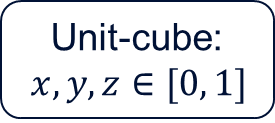 Unit-cube:
x, y, z ∈ [0, 1]